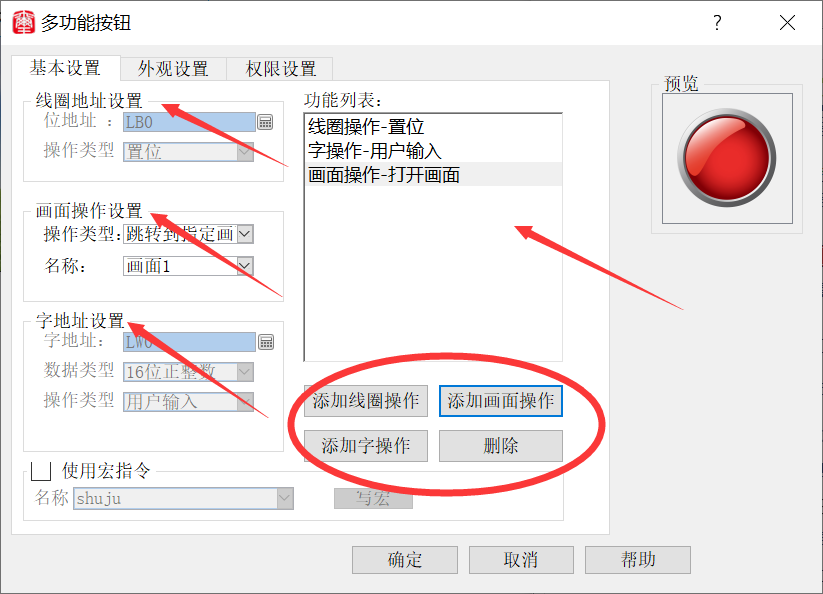 多功能按钮
?
基本设置
外观设置
权限设置
线圈地址设置
位地址 :
LB0
操作类型
置位
画面操作设置
操作类型:
跳转到指定画
名称:
画面1
字地址设置
字地址:
LW0
数据类型
16位正整数
操作类型
用户输入
功能列表:
线圈操作-置位
字操作-用户输入
画面操作-打开画面
添加线圈操作
添加画面操作
添加字操作
删除
使用宏指令
名称
shuju
写宏
预览
确定
取消
帮助